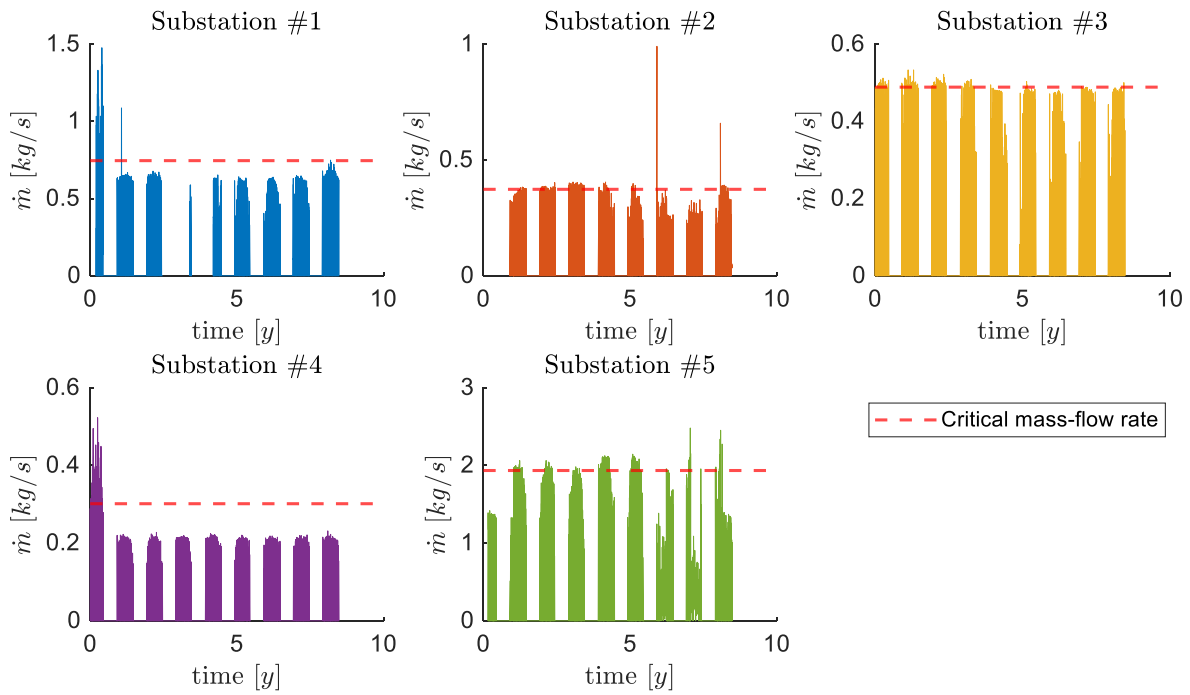 Substation #1
Substation #2
Substation #3
1.5
1
0.5
0
ṁ [kg/s]
0 5 10
time [y]
1
0.5
0
ṁ [kg/s]
0 5 10
time [y]
0.6
0.4
0.2
0
ṁ [kg/s]
0 5 10
time [y]
Substation #4
Substation #5
0.6
0.4
0.2
0
ṁ [kg/s]
0 5 10
time [y]
3
2
1
0
ṁ [kg/s]
0 5 10
time [y]
Critical mass-flow rate